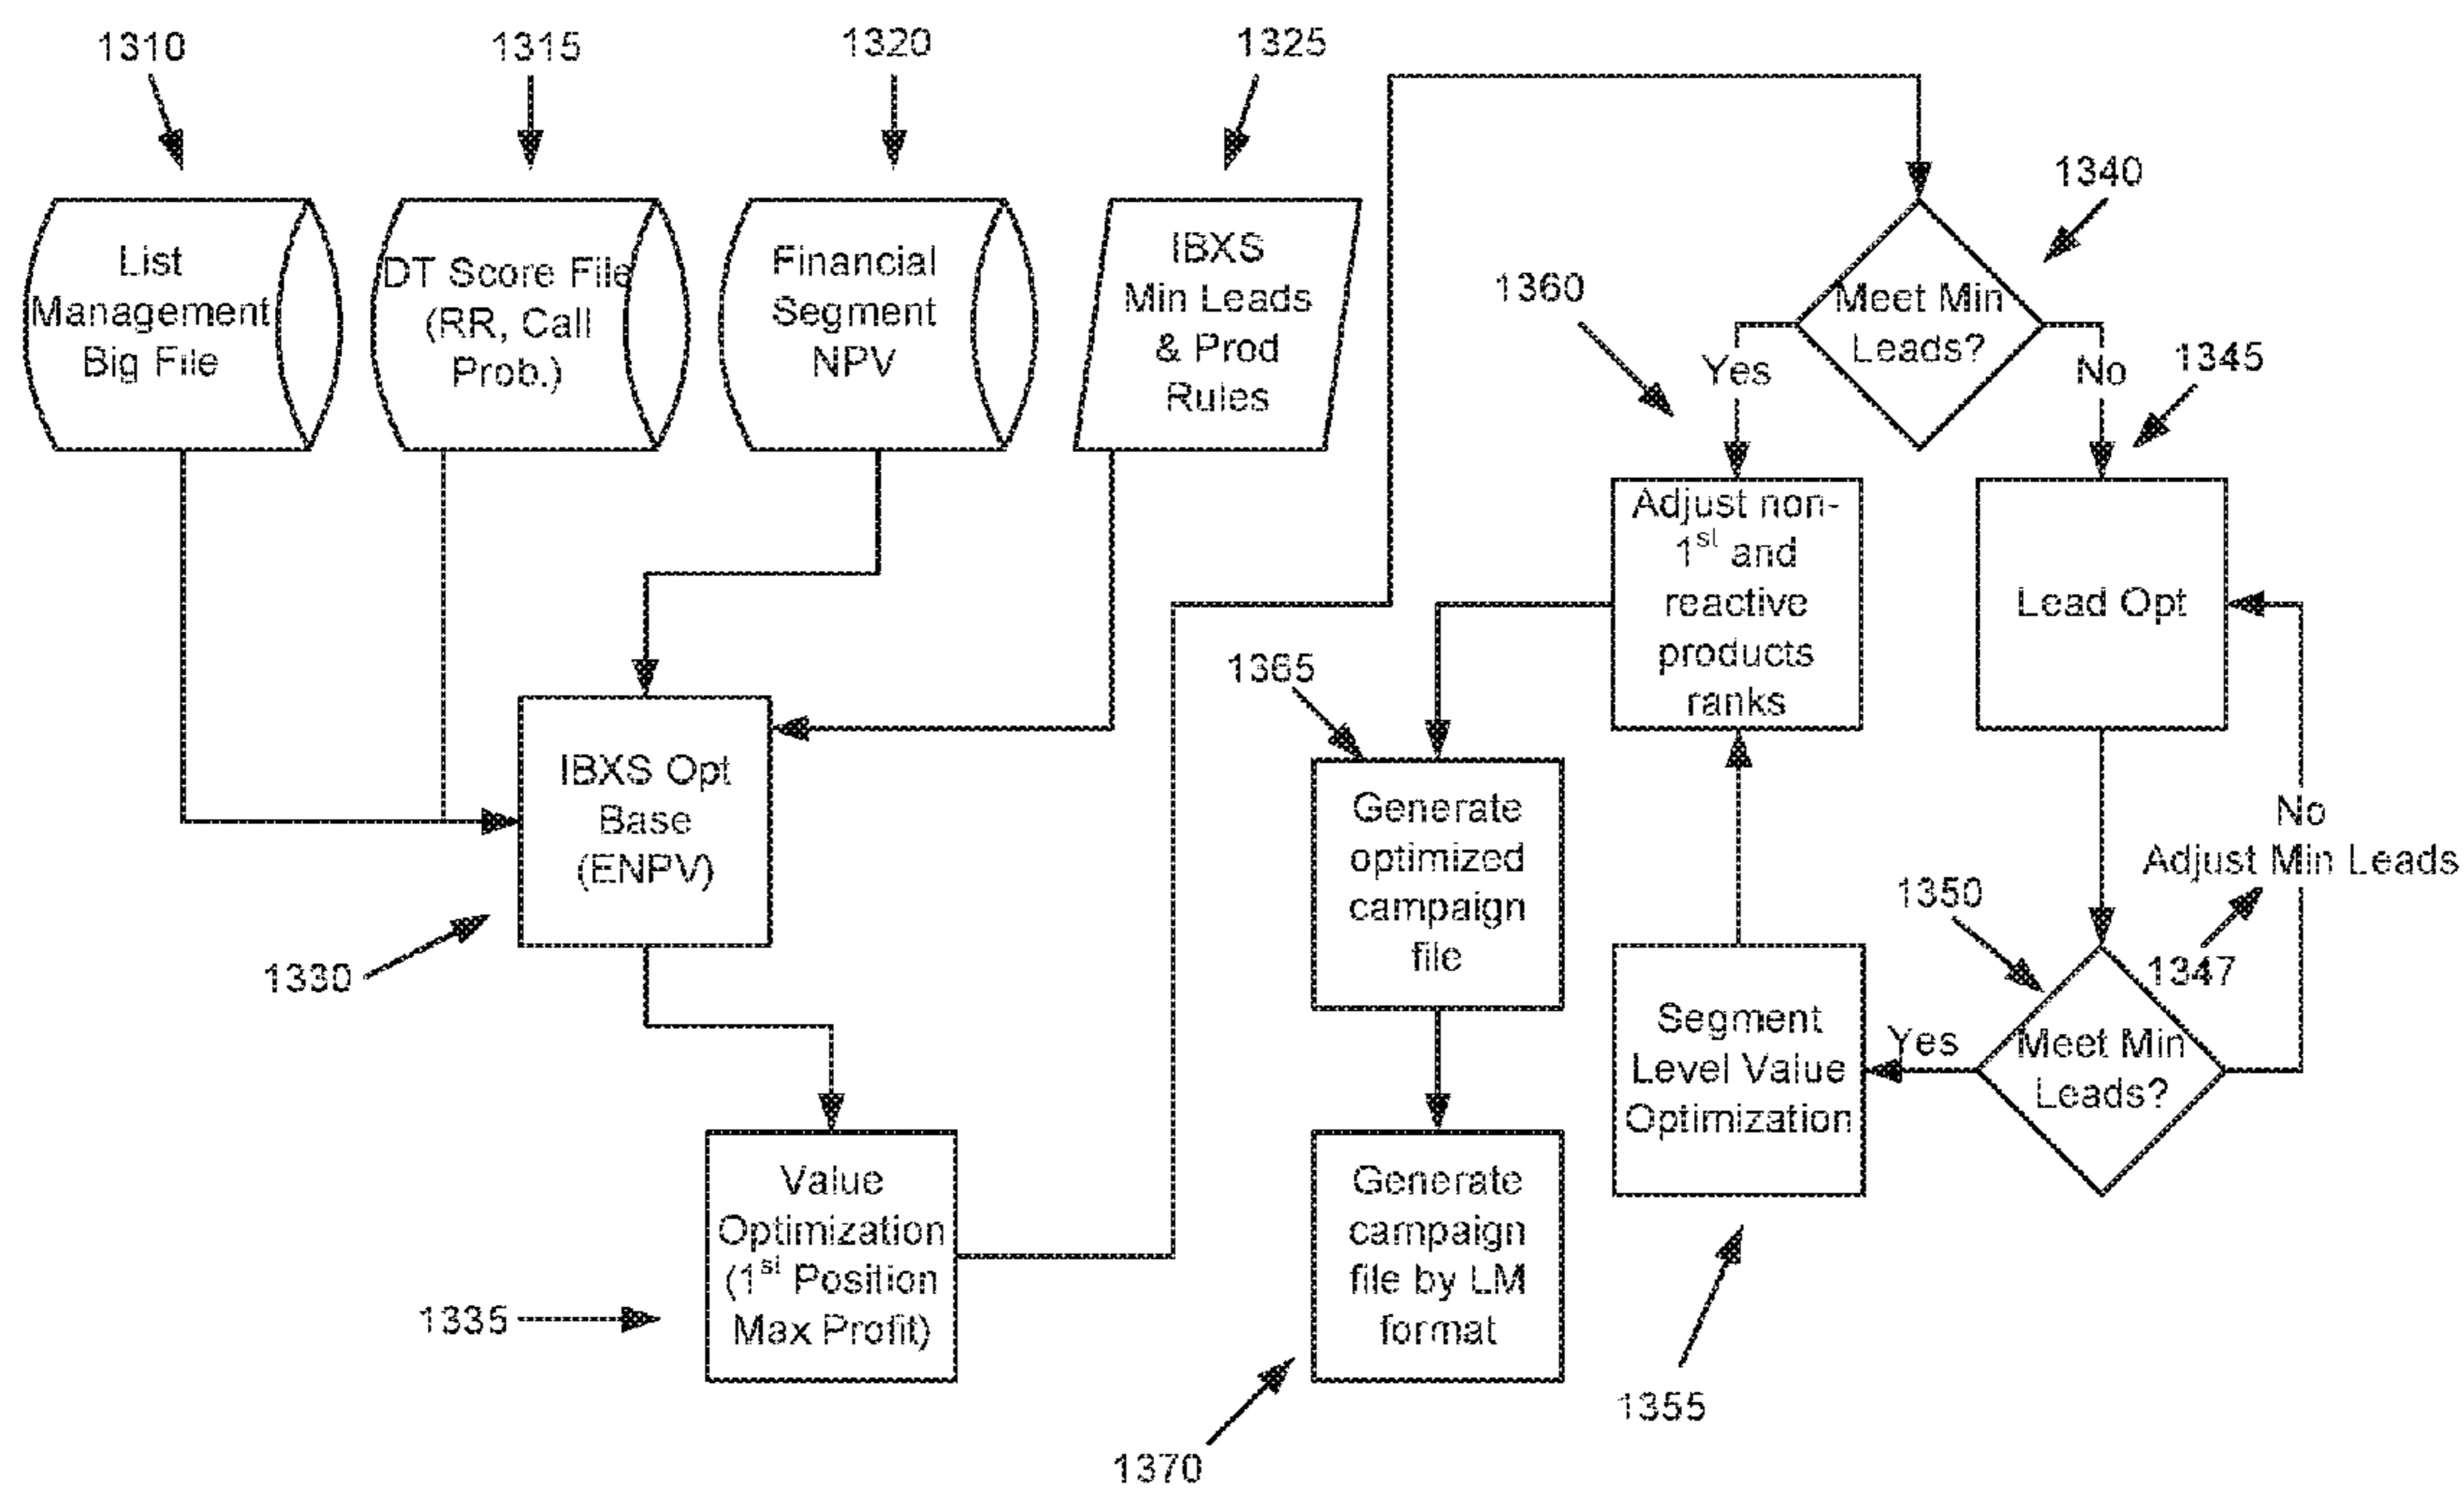 1310
1315
1320
1325
List
Management
Big File
DT Score File
(RR, Call
Prob.)
Financial
Segment
NPV
IBXS
Min Leads
& Prod
Rules
1340
Meet Min
Leads?
1360
Yes
No
1345
Adjust non-
1st and
reactive
products
ranks
Lead Opt
IBXS Opt
Base
(ENPV)
1330
1365
Generate
optimized
campaign
file
No
Adjust Min Leads
1350
1347
Segment
Level Value
Optimization
Yes
Meet Min
Leads?
Value
Optimization
(1st Position
Max Profit)
1335
Generate
campaign
file by LM
format
1355
1370